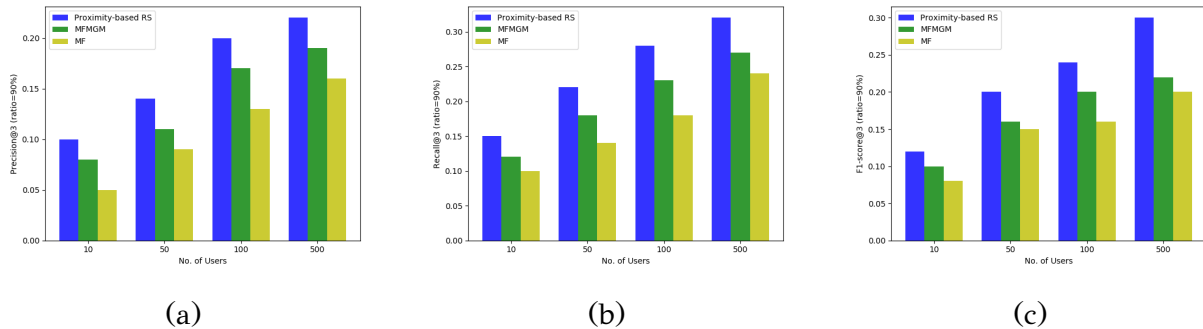 Precision@3 (ratio=90%)
0.20
0.15
0.10
0.05
0.00
Proximity-based RS
MFMGM
MF
10 50 100 500
No. of Users
(a)
Recall@3 (ratio=90%)
0.30
0.25
0.20
0.15
0.10
0.05
0.00
Proximity-based RS
MFMGM
MF
10 50 100 500
No. of Users
(b)
F1-score@3 (ratio=90%)
0.30
0.25
0.20
0.15
0.10
0.05
0.00
Proximity-based RS
MFMGM
MF
10 50 100 500
No. of Users
(c)